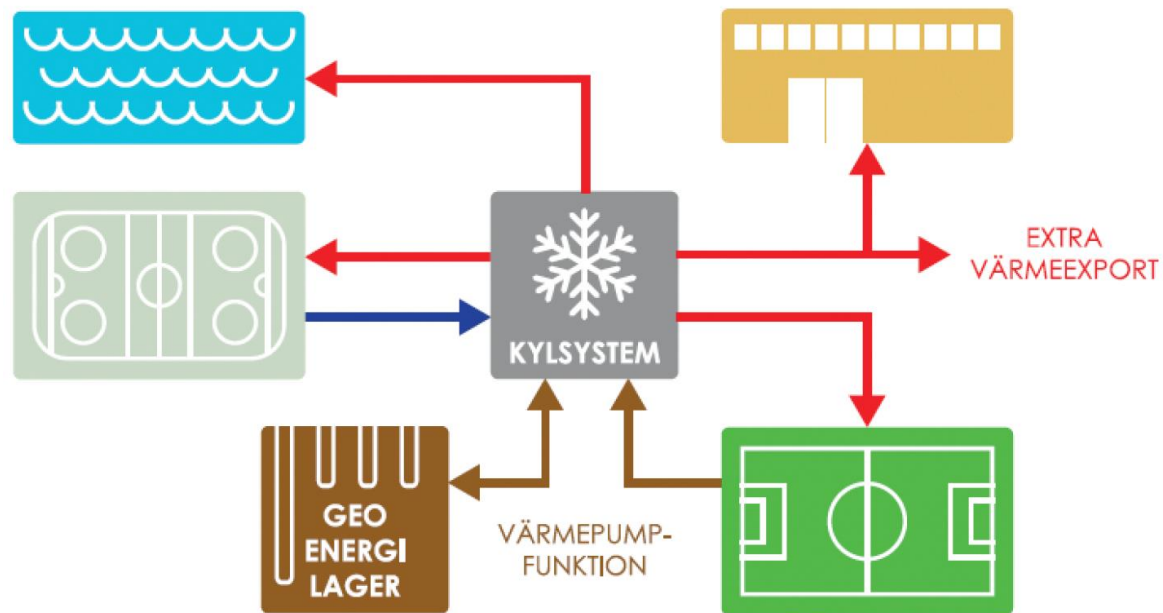 EXTRA
VÄRMEEXPORT
KYLSYSTEM
GEO
ENERGI
LAGER
VÄRMEPUMP-
FUNKTION